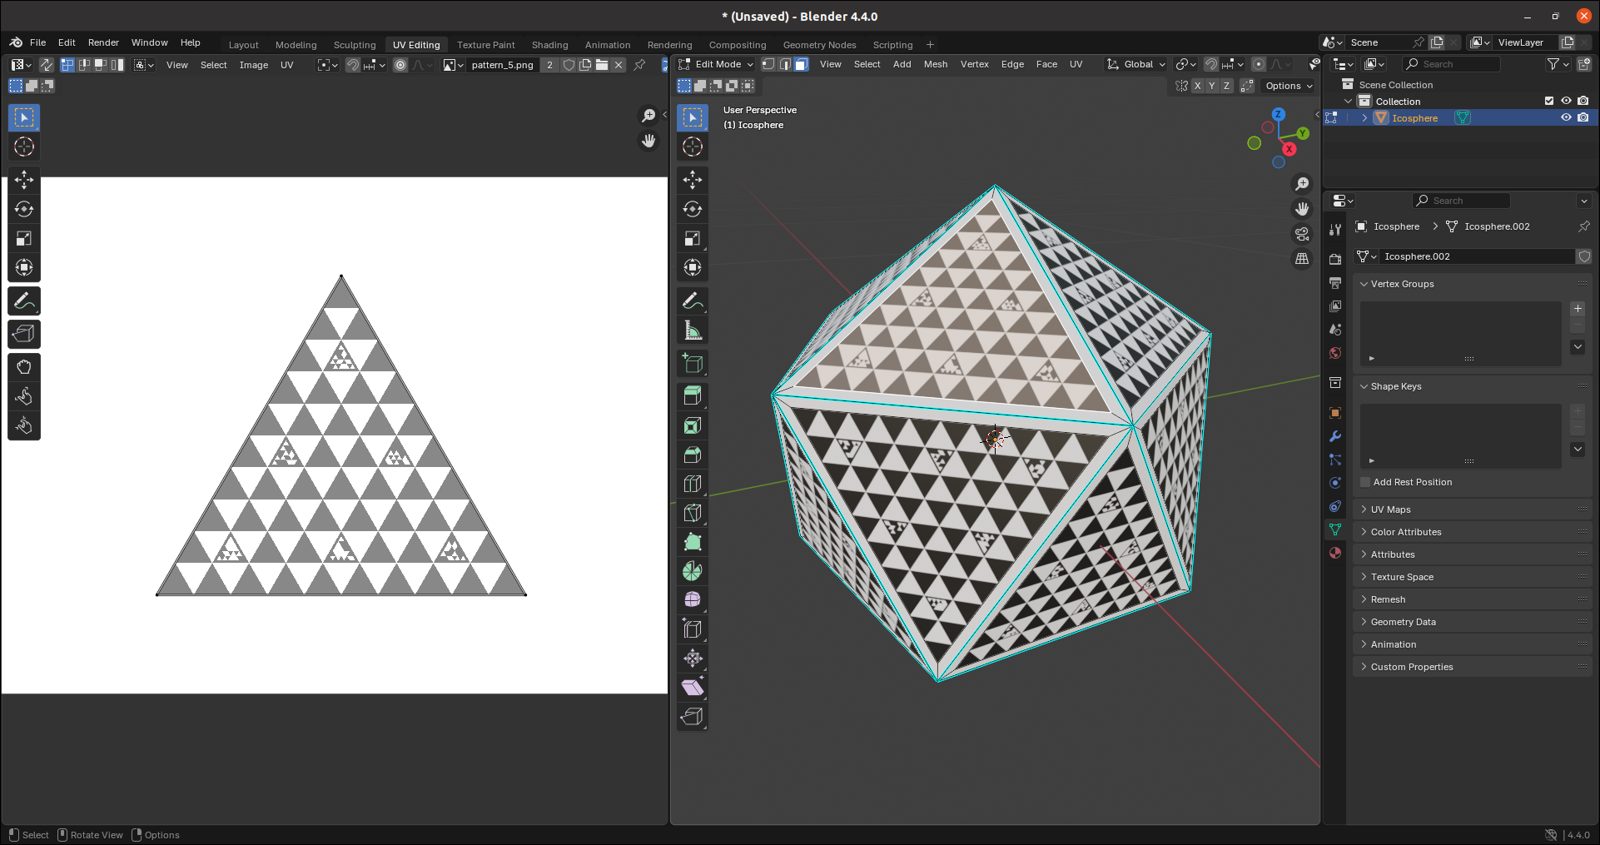 * (Unsaved) - Blender 4.4.0
File Edit Render Window Help Layout Modeling Sculpting UV Editing Texture Paint Shading Animation Rendering Compositing Geometry Nodes Scripting + Scene ViewLayer
View Select Image UV pattern_5.png 2 Edit Mode View Select Add Mesh Vertex Edge Face UV Global Search
X Y Z Options
Scene Collection
Collection
Icosphere
User Perspective
(1) Icosphere
Z
Y
X
Search
Icosphere > Icosphere.002
Icosphere.002
Vertex Groups
Shape Keys
Add Rest Position
UV Maps
Color Attributes
Attributes
Texture Space
Remesh
Geometry Data
Animation
Custom Properties
Select Rotate View Options 4.4.0